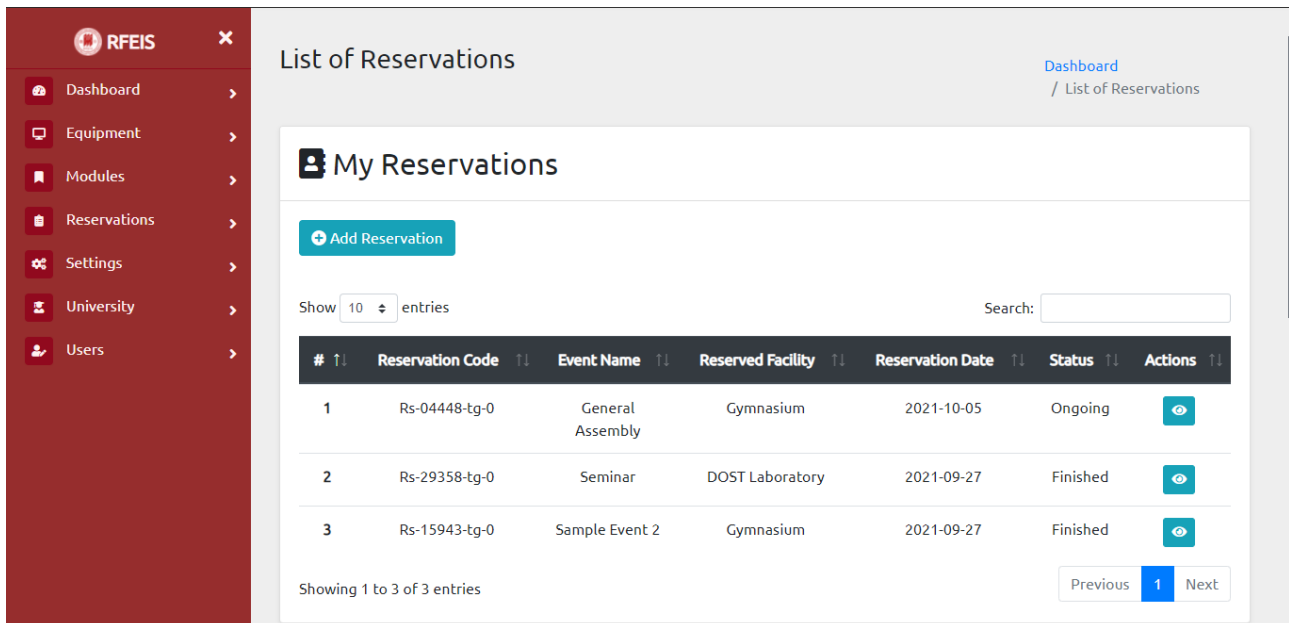 RFEIS ×
Dashboard
Equipment
Modules
Reservations
Settings
University
Users
List of Reservations
Dashboard
/ List of Reservations
My Reservations
Add Reservation
Show 10 entries
Search:
# Reservation Code Event Name Reserved Facility Reservation Date Status Actions
1 Rs-04448-tg-0 General Assembly Gymnasium 2021-10-05 Ongoing
2 Rs-29358-tg-0 Seminar DOST Laboratory 2021-09-27 Finished
3 Rs-15943-tg-0 Sample Event 2 Gymnasium 2021-09-27 Finished
Showing 1 to 3 of 3 entries
Previous 1 Next